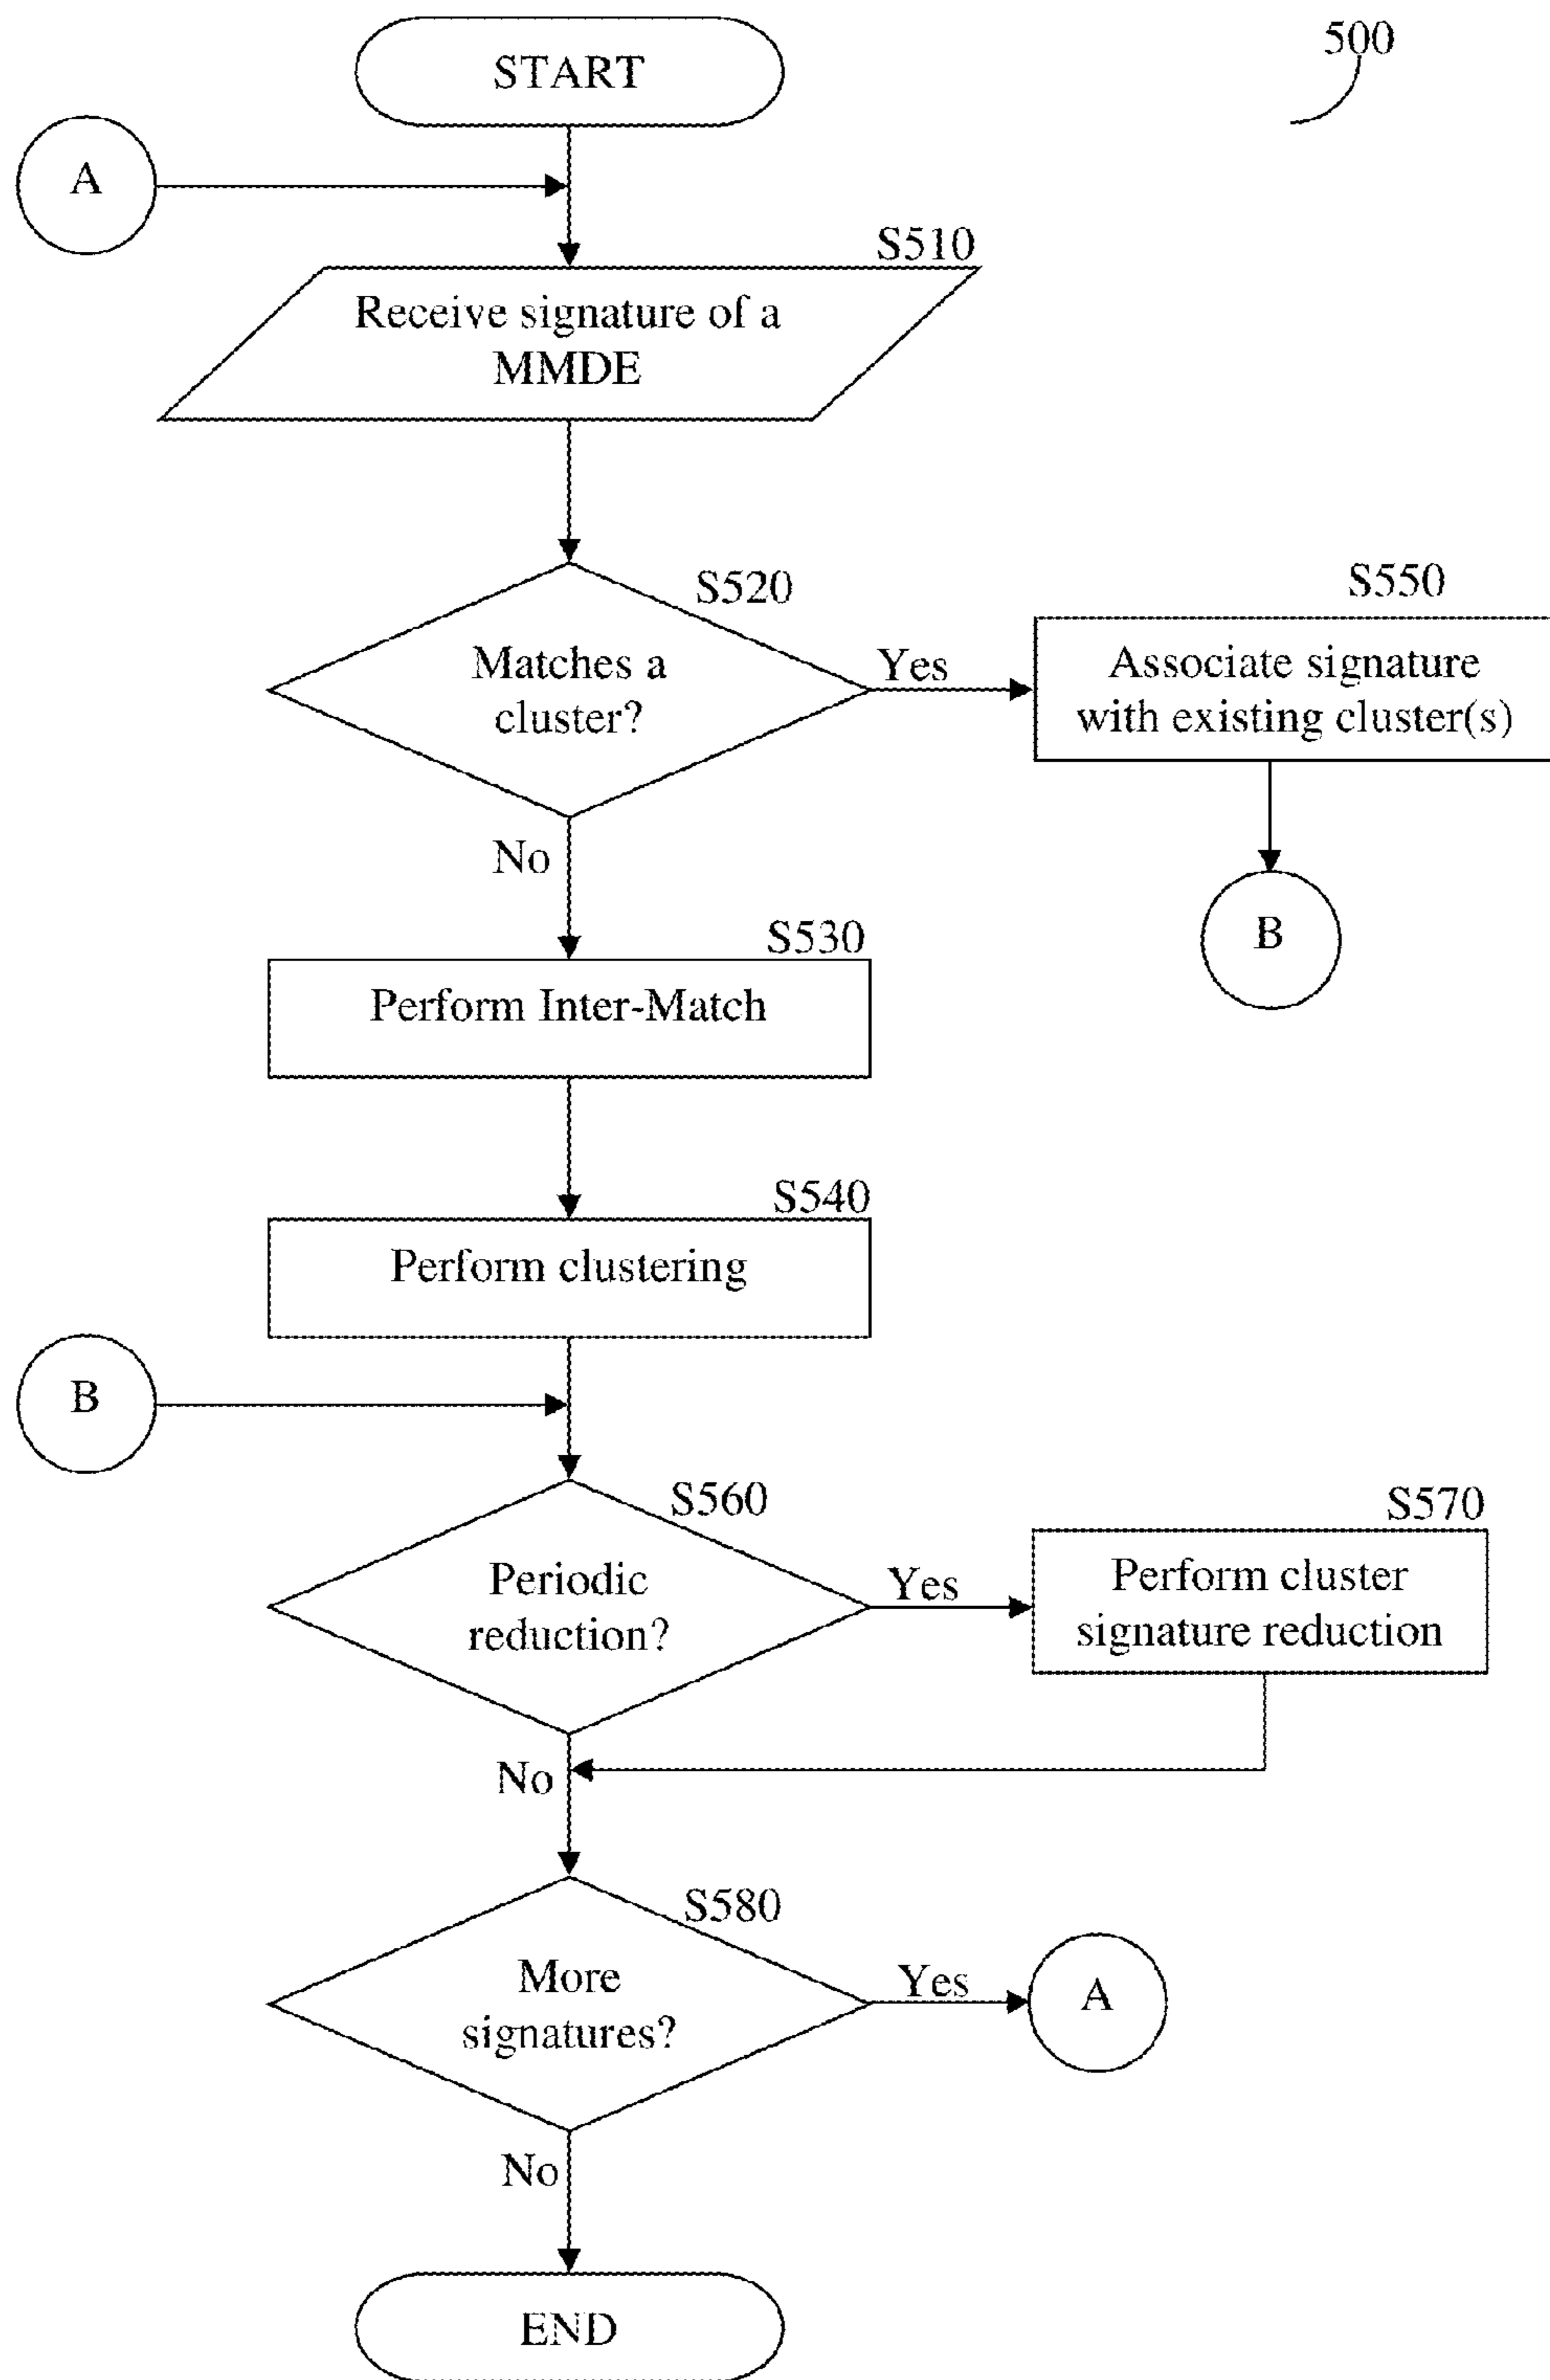 START
500
A
S510
Receive signature of a
MMDE
S520
Matches a
cluster?
Yes
S550
Associate signature
with existing cluster(s)
No
B
S530
Perform Inter-Match
S540
Perform clustering
B
S560
Periodic
reduction?
Yes
S570
Perform cluster
signature reduction
No
S580
More
signatures?
Yes
A
No
END